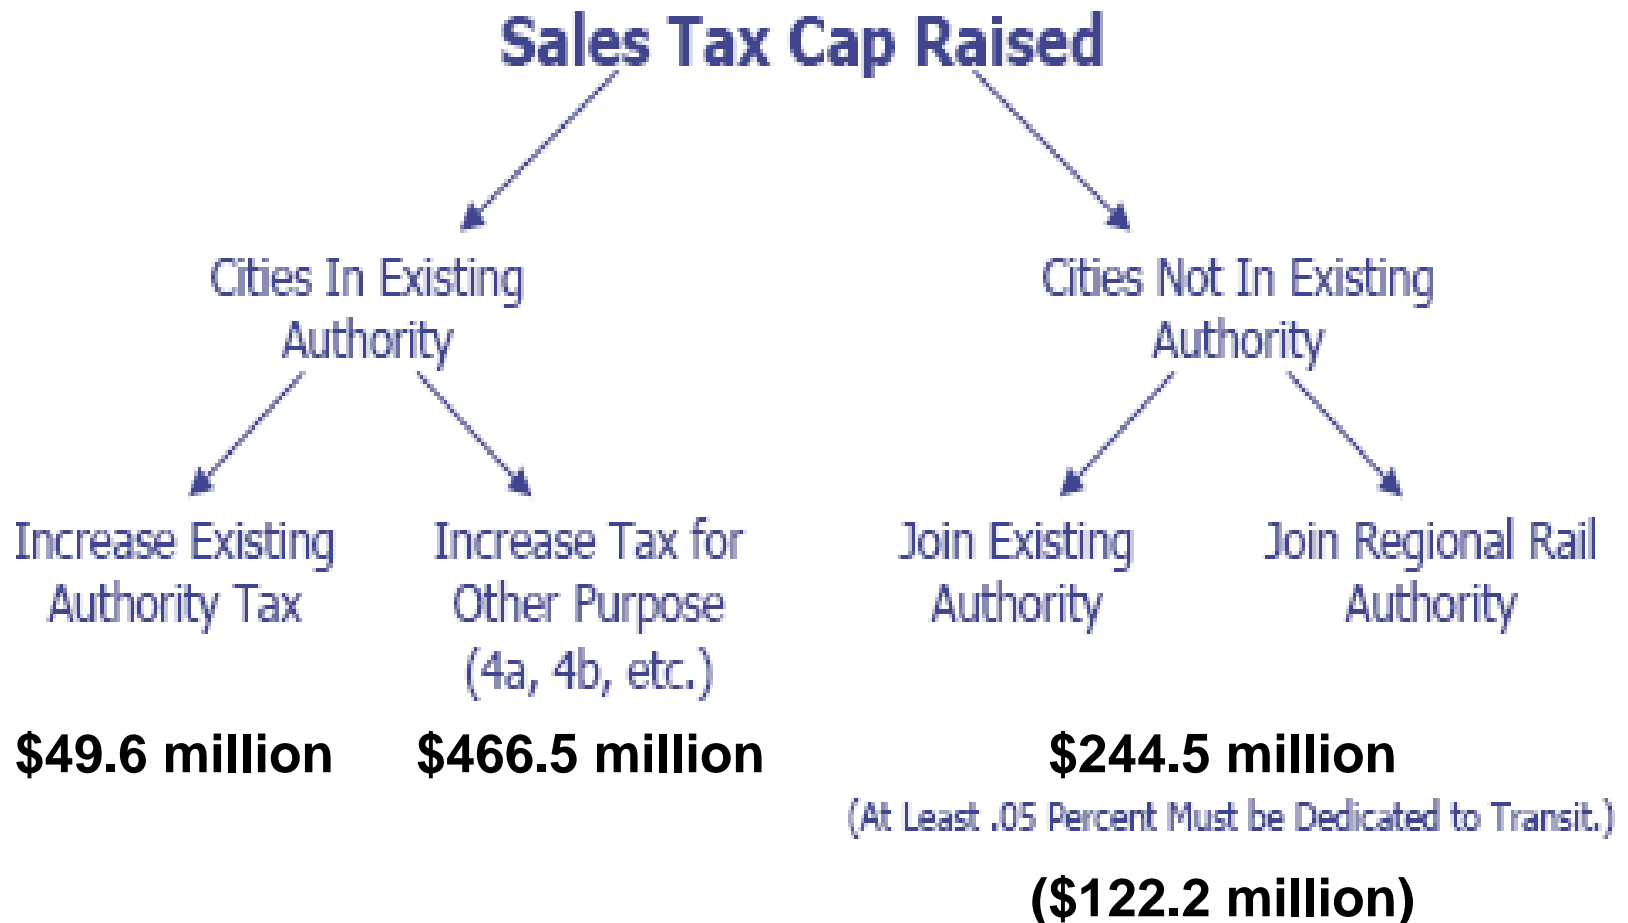 Sales Tax Cap Raised
Cities In Existing
Authority
Cities Not In Existing
Authority
Increase Existing
Authority Tax
Increase Tax for
Other Purpose
(4a, 4b, etc.)
Join Existing
Authority
Join Regional Rail
Authority
$49.6 million
$466.5 million
$244.5 million
(At Least .05 Percent Must be Dedicated to Transit.)
($122.2 million)